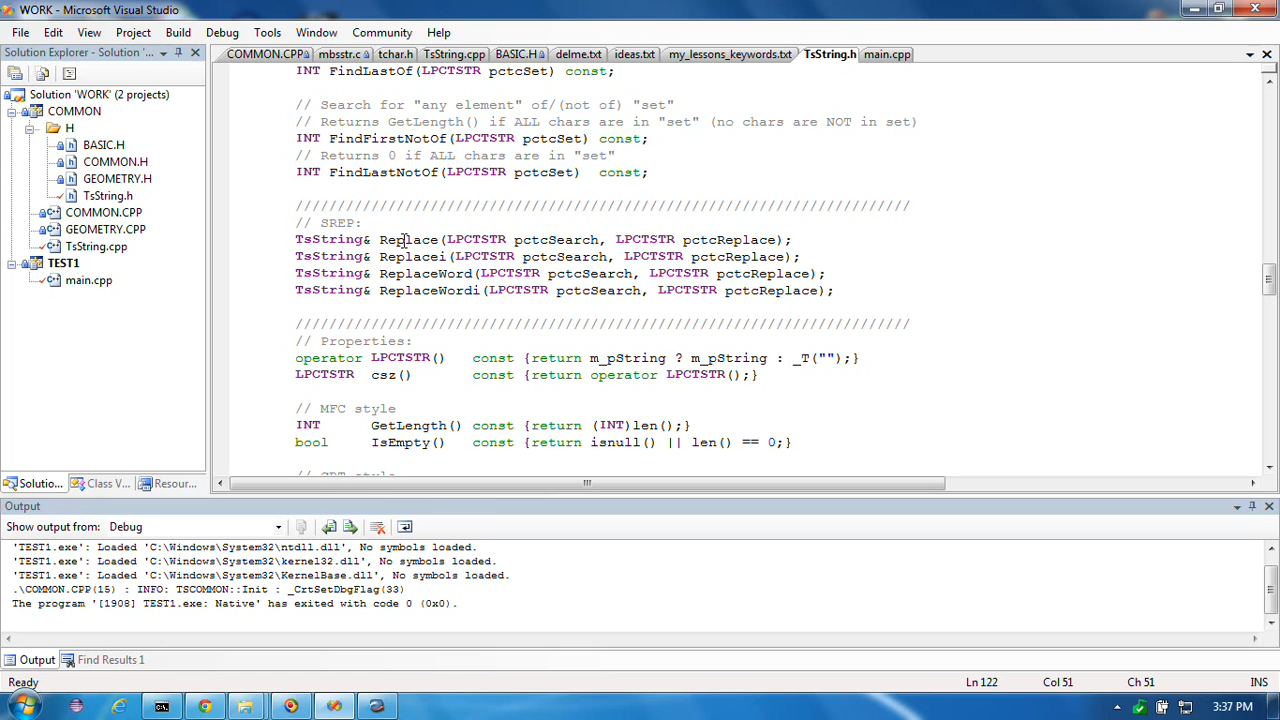 WORK - Microsoft Visual Studio
File Edit View Project Build Debug Tools Window Community Help
Solution Explorer - Solution '...
COMMON.CPP mbsstr.c tchar.h TsString.cpp BASIC.H delme.txt ideas.txt my_lessons_keywords.txt TsString.h main.cpp
Solution 'WORK' (2 projects)
COMMON
H
BASIC.H
COMMON.H
GEOMETRY.H
TsString.h
COMMON.CPP
GEOMETRY.CPP
TsString.cpp
TEST1
main.cpp
Solutio... Class V... Resour...
INT FindLastOf(LPCTSTR pctcSet) const;
// Search for "any element" of/(not of) "set"
// Returns GetLength() if ALL chars are in "set" (no chars are NOT in set)
INT FindFirstNotOf(LPCTSTR pctcSet) const;
// Returns 0 if ALL chars are in "set"
INT FindLastNotOf(LPCTSTR pctcSet) const;
/////////////////////////////////////////////////////////////////////////
// SREP:
TsString& Replace(LPCTSTR pctcSearch, LPCTSTR pctcReplace);
TsString& Replacei(LPCTSTR pctcSearch, LPCTSTR pctcReplace);
TsString& ReplaceWord(LPCTSTR pctcSearch, LPCTSTR pctcReplace);
TsString& ReplaceWordi(LPCTSTR pctcSearch, LPCTSTR pctcReplace);
/////////////////////////////////////////////////////////////////////////
// Properties:
operator LPCTSTR() const {return m_pString ? m_pString : _T("");}
LPCTSTR csz() const {return operator LPCTSTR();}
// MFC style
INT GetLength() const {return (INT)len();}
bool IsEmpty() const {return isnull() || len() == 0;}
Output
Show output from: Debug
'TEST1.exe': Loaded 'C:\Windows\System32\ntdll.dll', No symbols loaded.
'TEST1.exe': Loaded 'C:\Windows\System32\kernel32.dll', No symbols loaded.
'TEST1.exe': Loaded 'C:\Windows\System32\KernelBase.dll', No symbols loaded.
.\COMMON.CPP(15) : INFO: TSCOMMON::Init : _CrtSetDbgFlag(33)
The program '[1908] TEST1.exe: Native' has exited with code 0 (0x0).
Output Find Results 1
Ready Ln 122 Col 51 Ch 51 INS
3:37 PM